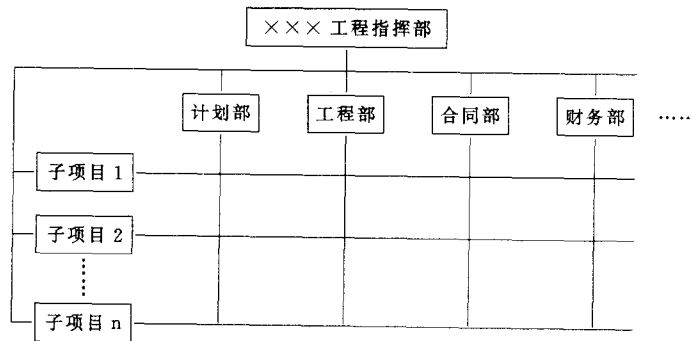 ×××工程指挥部
计划部 工程部 合同部 财务部 ·····
子项目1
子项目2
子项目n